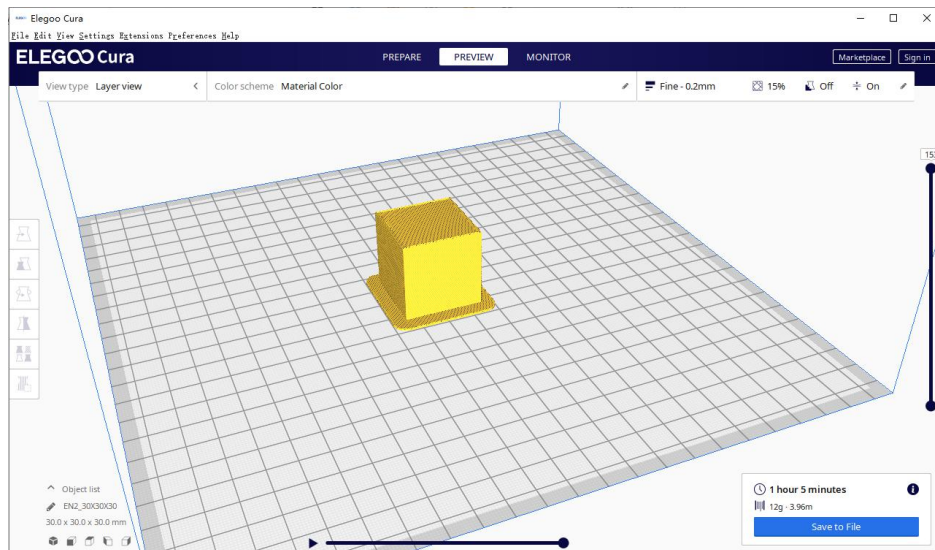 Elegoo Cura
File Edit View Settings Extensions Preferences Help
ELEGOO Cura
PREPARE
PREVIEW
MONITOR
Marketplace
Sign in
View type Layer view
Color scheme Material Color
Fine - 0.2mm
15%
Off
On
Object list
EN2_30X30X30
30.0 x 30.0 x 30.0 mm
1 hour 5 minutes
12g · 3.96m
Save to File